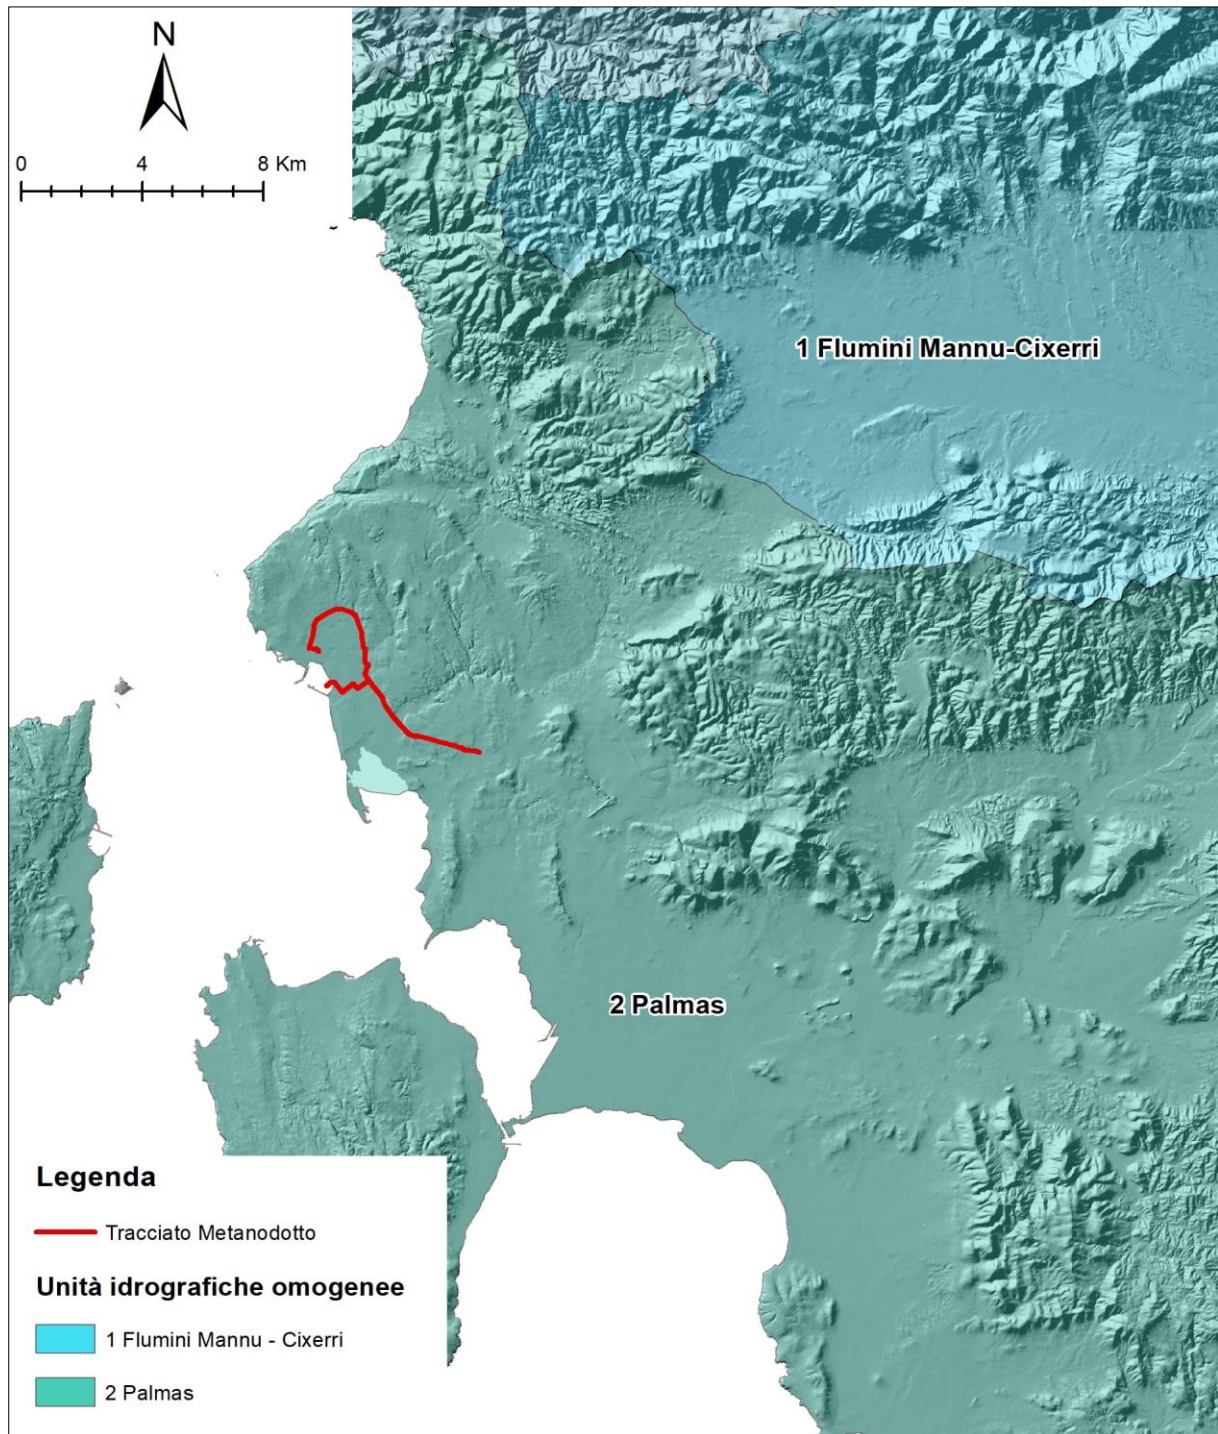 N
0 4 8 Km
1 Flumini Mannu-Cixerri
2 Palmas
Legenda
Tracciato Metanodotto
Unità idrografiche omogenee
1 Flumini Mannu - Cixerri
2 Palmas